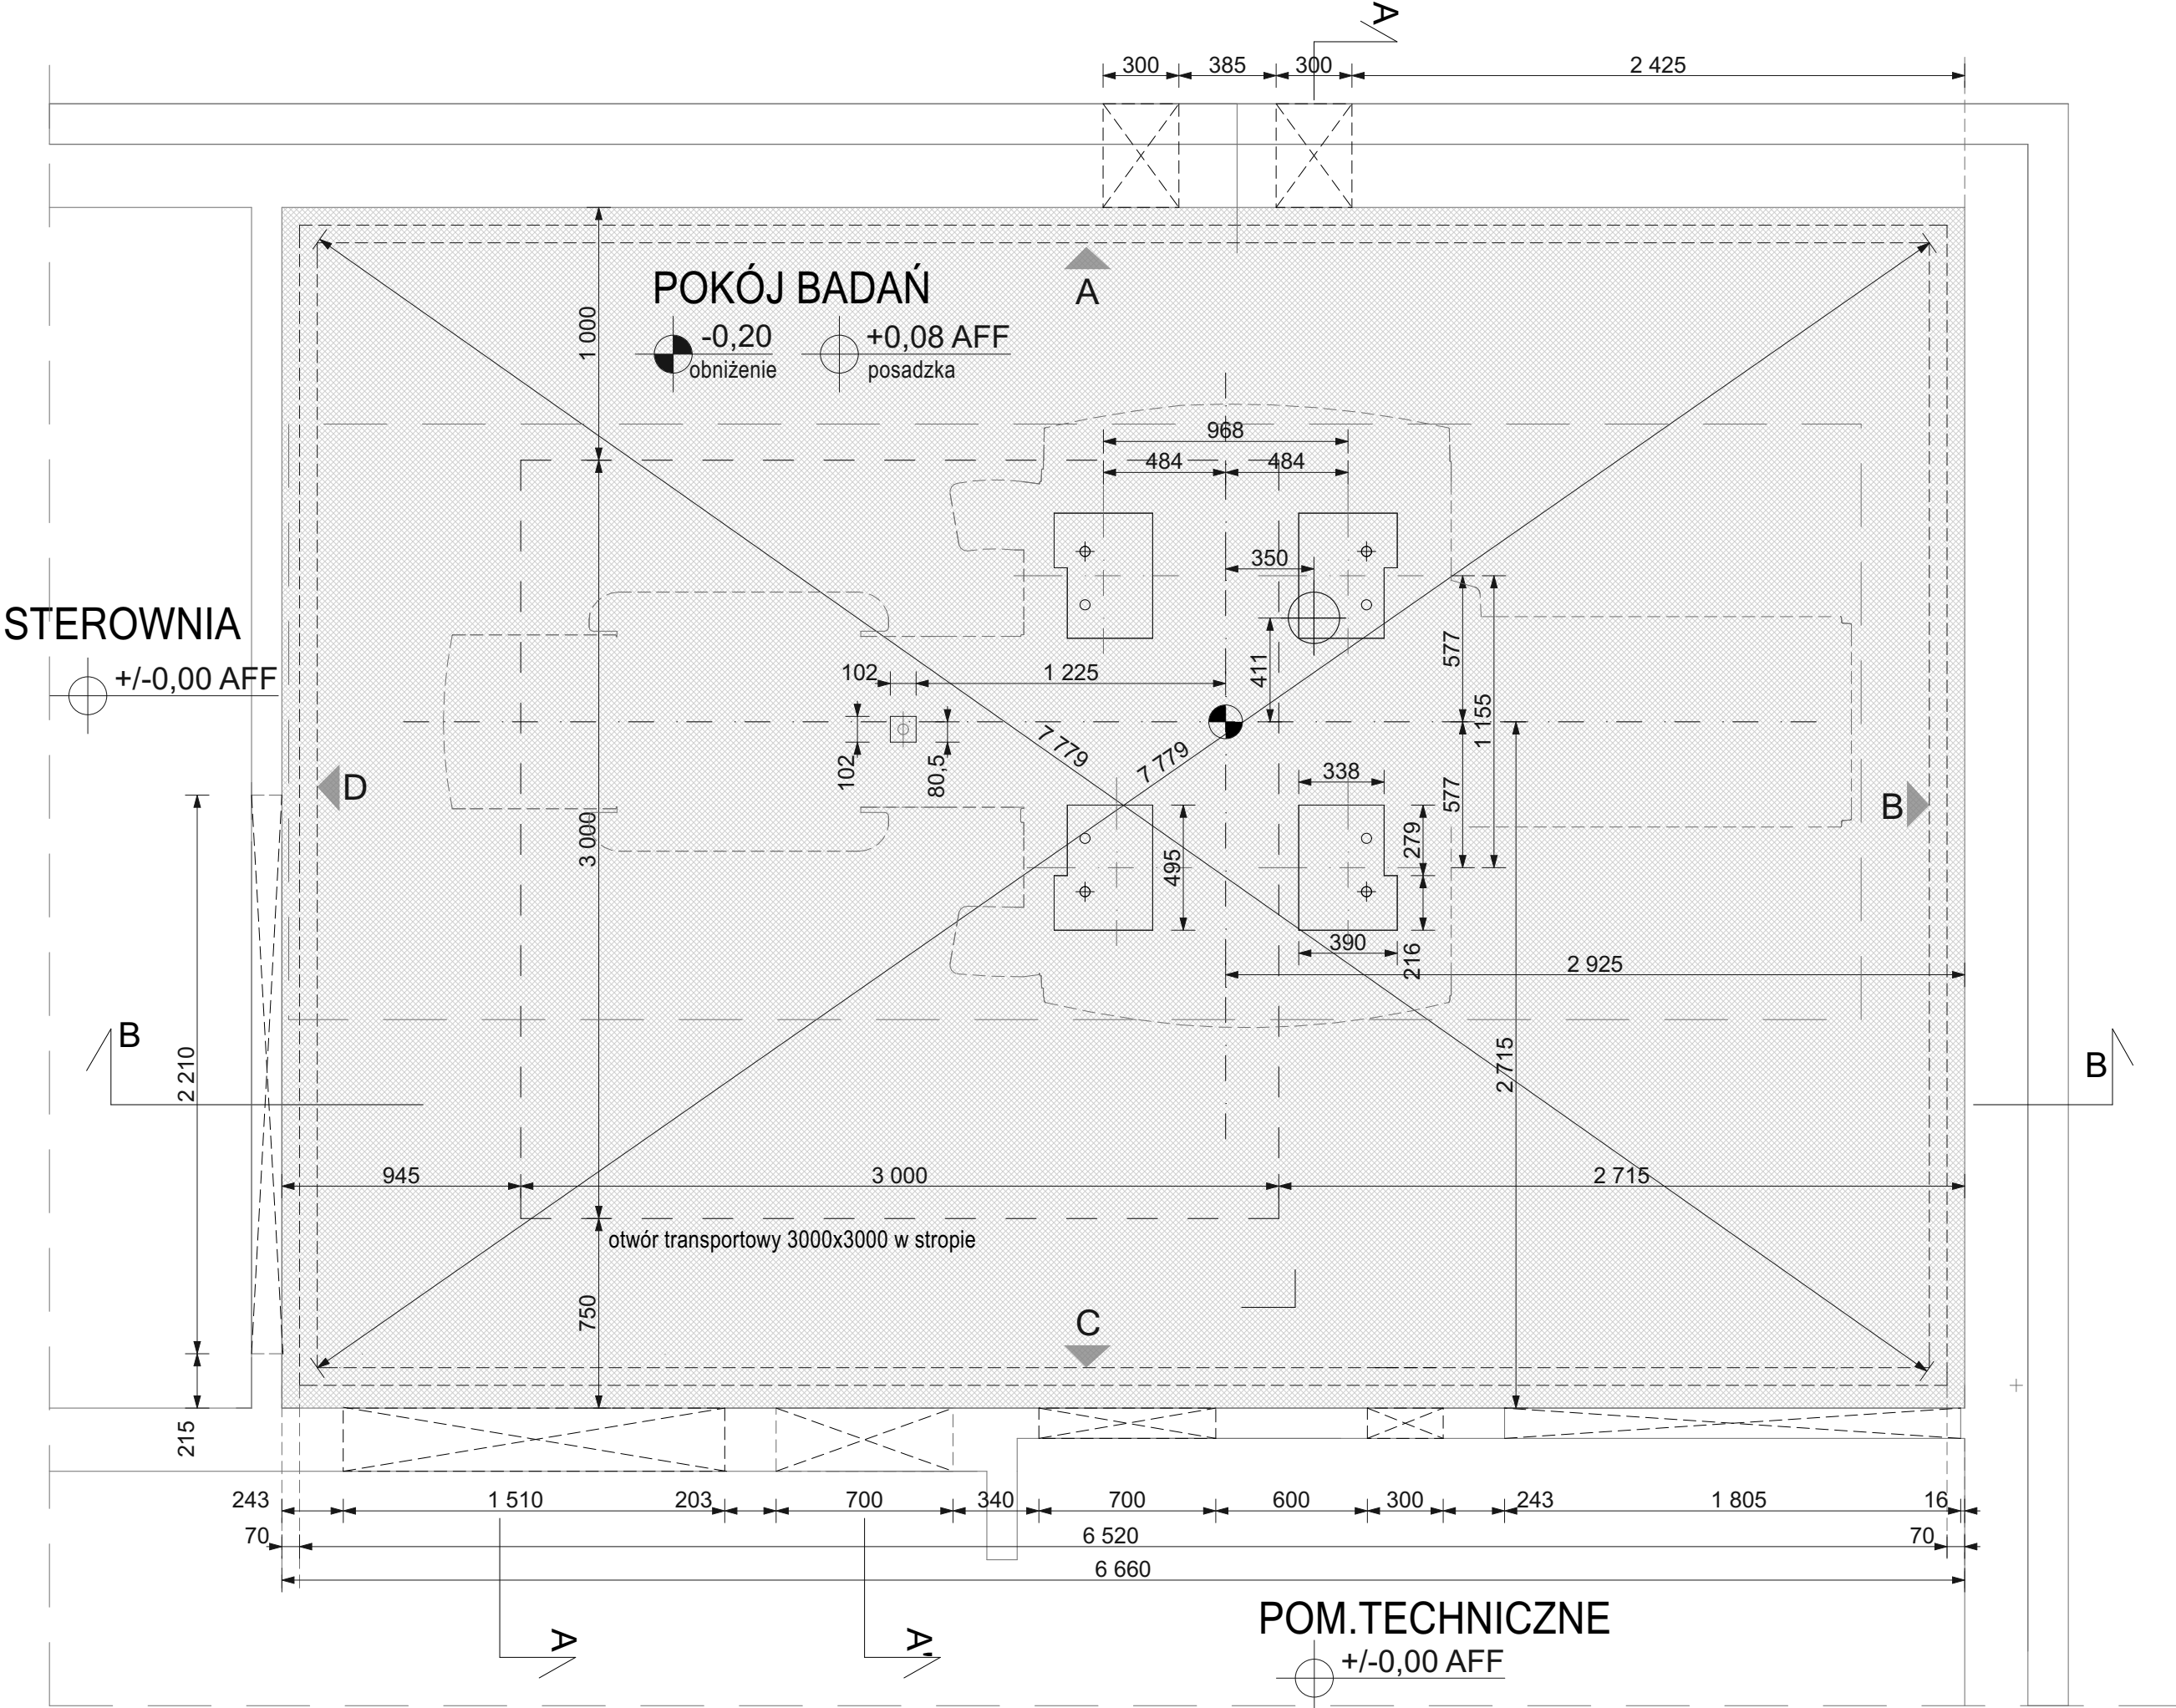 A
300
385
300
2 425
POKÓJ BADAŃ
-0,20
obniżenie
+0,08 AFF
posadzka
A
1 000
968
484
484
350
STEROWNIA
+/-0,00 AFF
577
411
102
1 225
1 155
102
80,5
7 779
7 779
D
B
338
577
3 000
279
495
390
216
2 925
B
2 210
2 715
B
945
3 000
2 715
otwór transportowy 3000x3000 w stropie
750
C
215
243
1 510
203
700
340
700
600
300
243
1 805
16
70
6 520
70
6 660
POM.TECHNICZNE
+/-0,00 AFF
A
A'